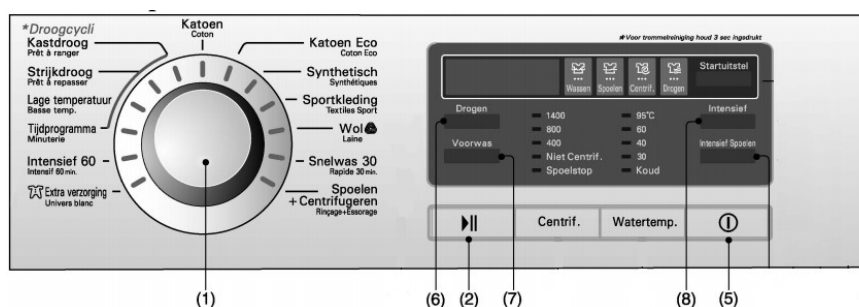 *Droogcycli
Kastdroog
Prêt à ranger
Strijkdroog
Prêt à repasser
Lage temperatuur
Basse temp.
Tijdprogramma
Minuterie
Intensief 60
Intensif 60 min.
Extra verzorging
Univers blanc
Katoen
Coton
Katoen Eco
Coton Eco
Synthetisch
Synthétiques
Sportkleding
Textiles Sport
Wol
Laine
Snelwas 30
Rapide 30 min.
Spoelen
+Centrifugeren
Rinçage+Essorage
*Voor trommelreiniging houd 3 sec ingedrukt
Wassen
Spoelen
Centrif.
Drogen
Startuitstel
Drogen
Voorwas
1400
800
400
Niet Centrif.
Spoelstop
95°C
60
40
30
Koud
Intensief
Intensief Spoelen
Centrif.
Watertemp.
(1)
(6)
(2)
(7)
(8)
(5)